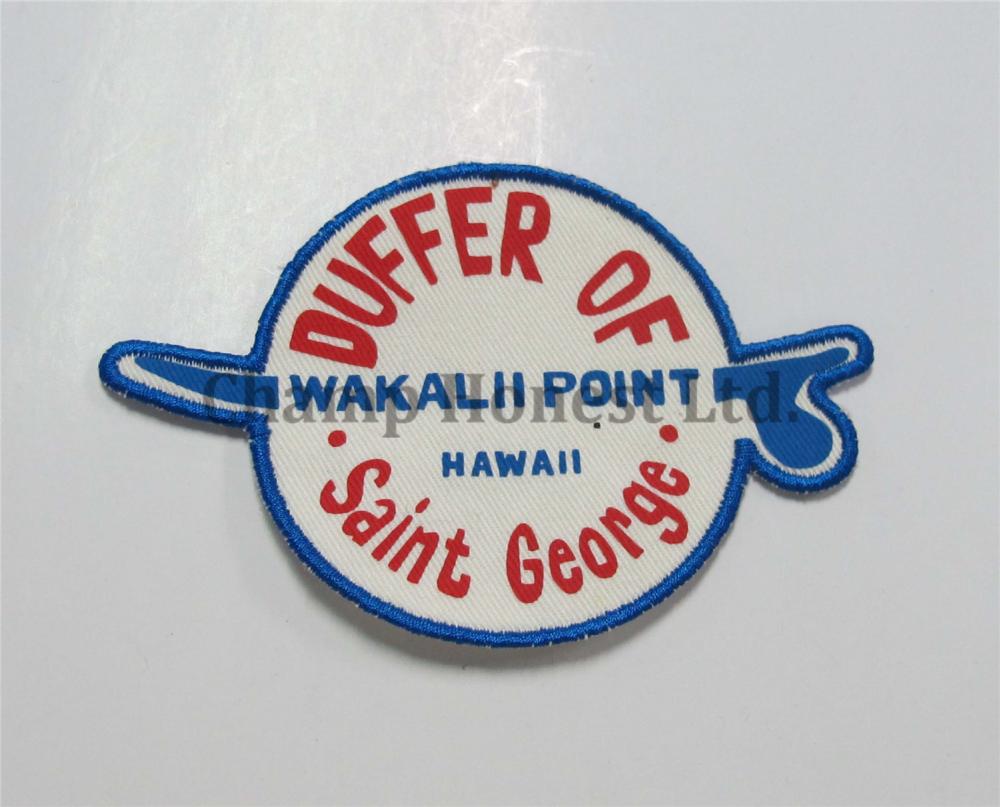 DUFFER OF
WAKALII POINT
Champ Honest Ltd.
HAWAII
• Saint George •